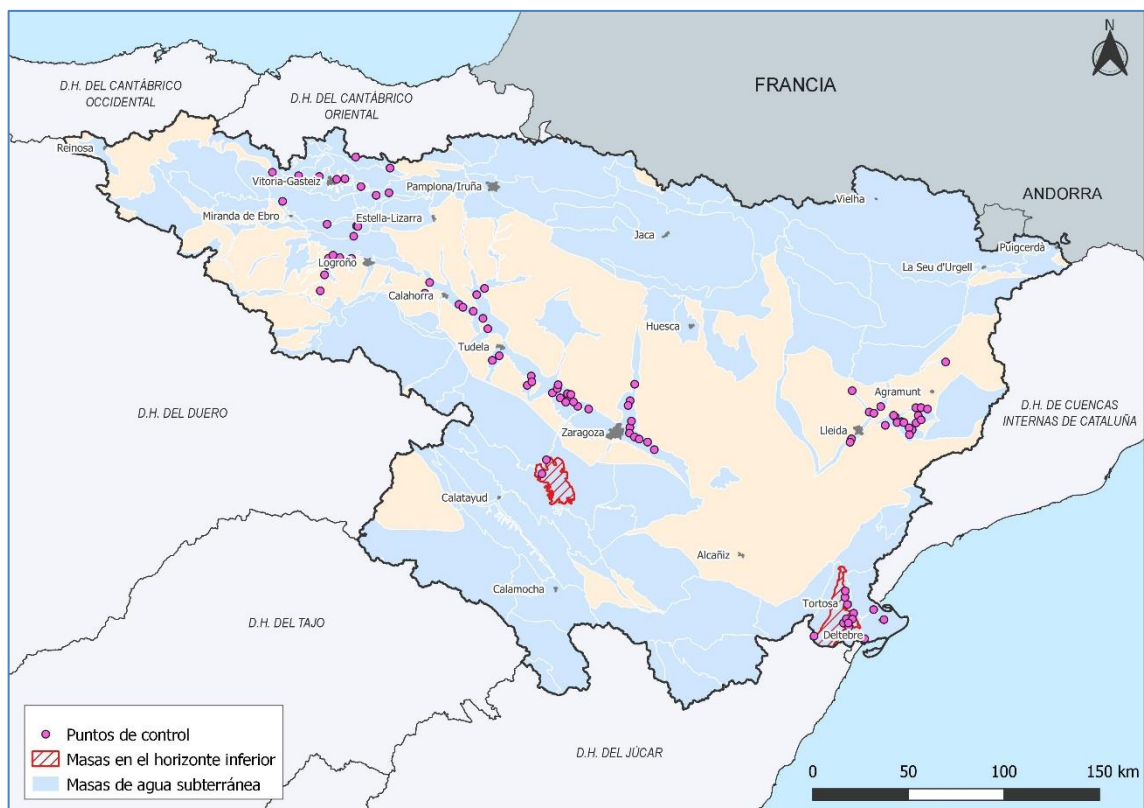 N
D.H. DEL CANTÁBRICO
OCCIDENTAL
D.H. DEL CANTÁBRICO
ORIENTAL
FRANCIA
ANDORRA
Reinosa
Vitoria-Gasteiz
Pamplona/Iruña
Vielha
Miranda de Ebro
Estella-Lizarra
Jaca
Puigcerdà
La Seu d'Urgell
Logroño
Calahorra
Huesca
Tudela
Agramunt
D.H. DEL DUERO
D.H. DE CUENCAS
INTERNAS DE CATALUÑA
Zaragoza
Lleida
Calatayud
Alcañiz
Calamocha
Tortosa
Deltebre
D.H. DEL TAJO
D.H. DEL JÚCAR
Puntos de control
Masas en el horizonte inferior
Masas de agua subterránea
0 50 100 150 km